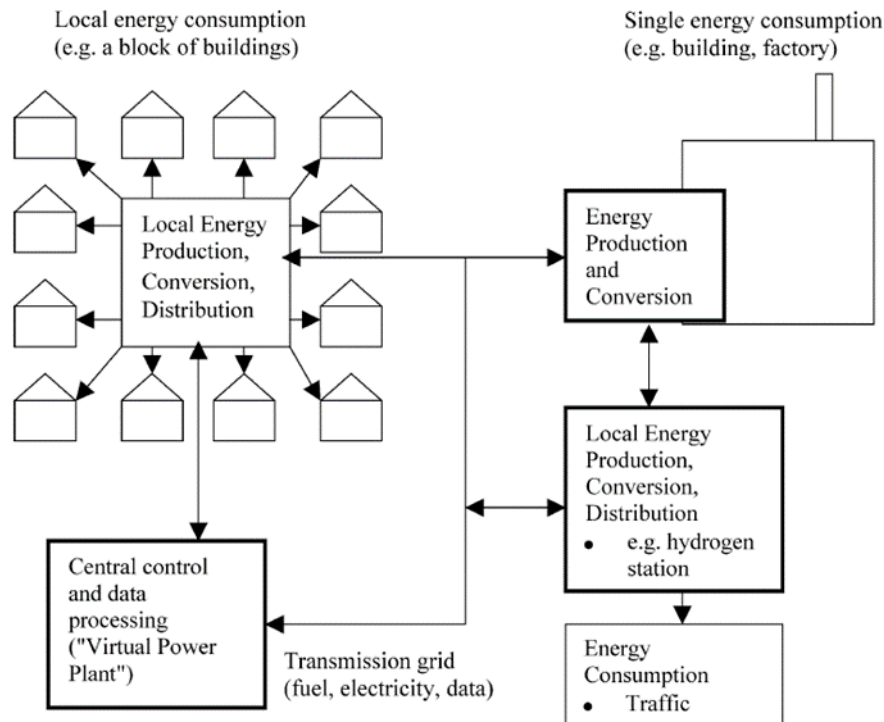 Local energy consumption
(e.g. a block of buildings)
Single energy consumption
(e.g. building, factory)
Local Energy
Production,
Conversion,
Distribution
Energy
Production
and
Conversion
Local Energy
Production,
Conversion,
Distribution
• e.g. hydrogen
station
Central control
and data
processing
("Virtual Power
Plant")
Transmission grid
(fuel, electricity, data)
Energy
Consumption
• Traffic